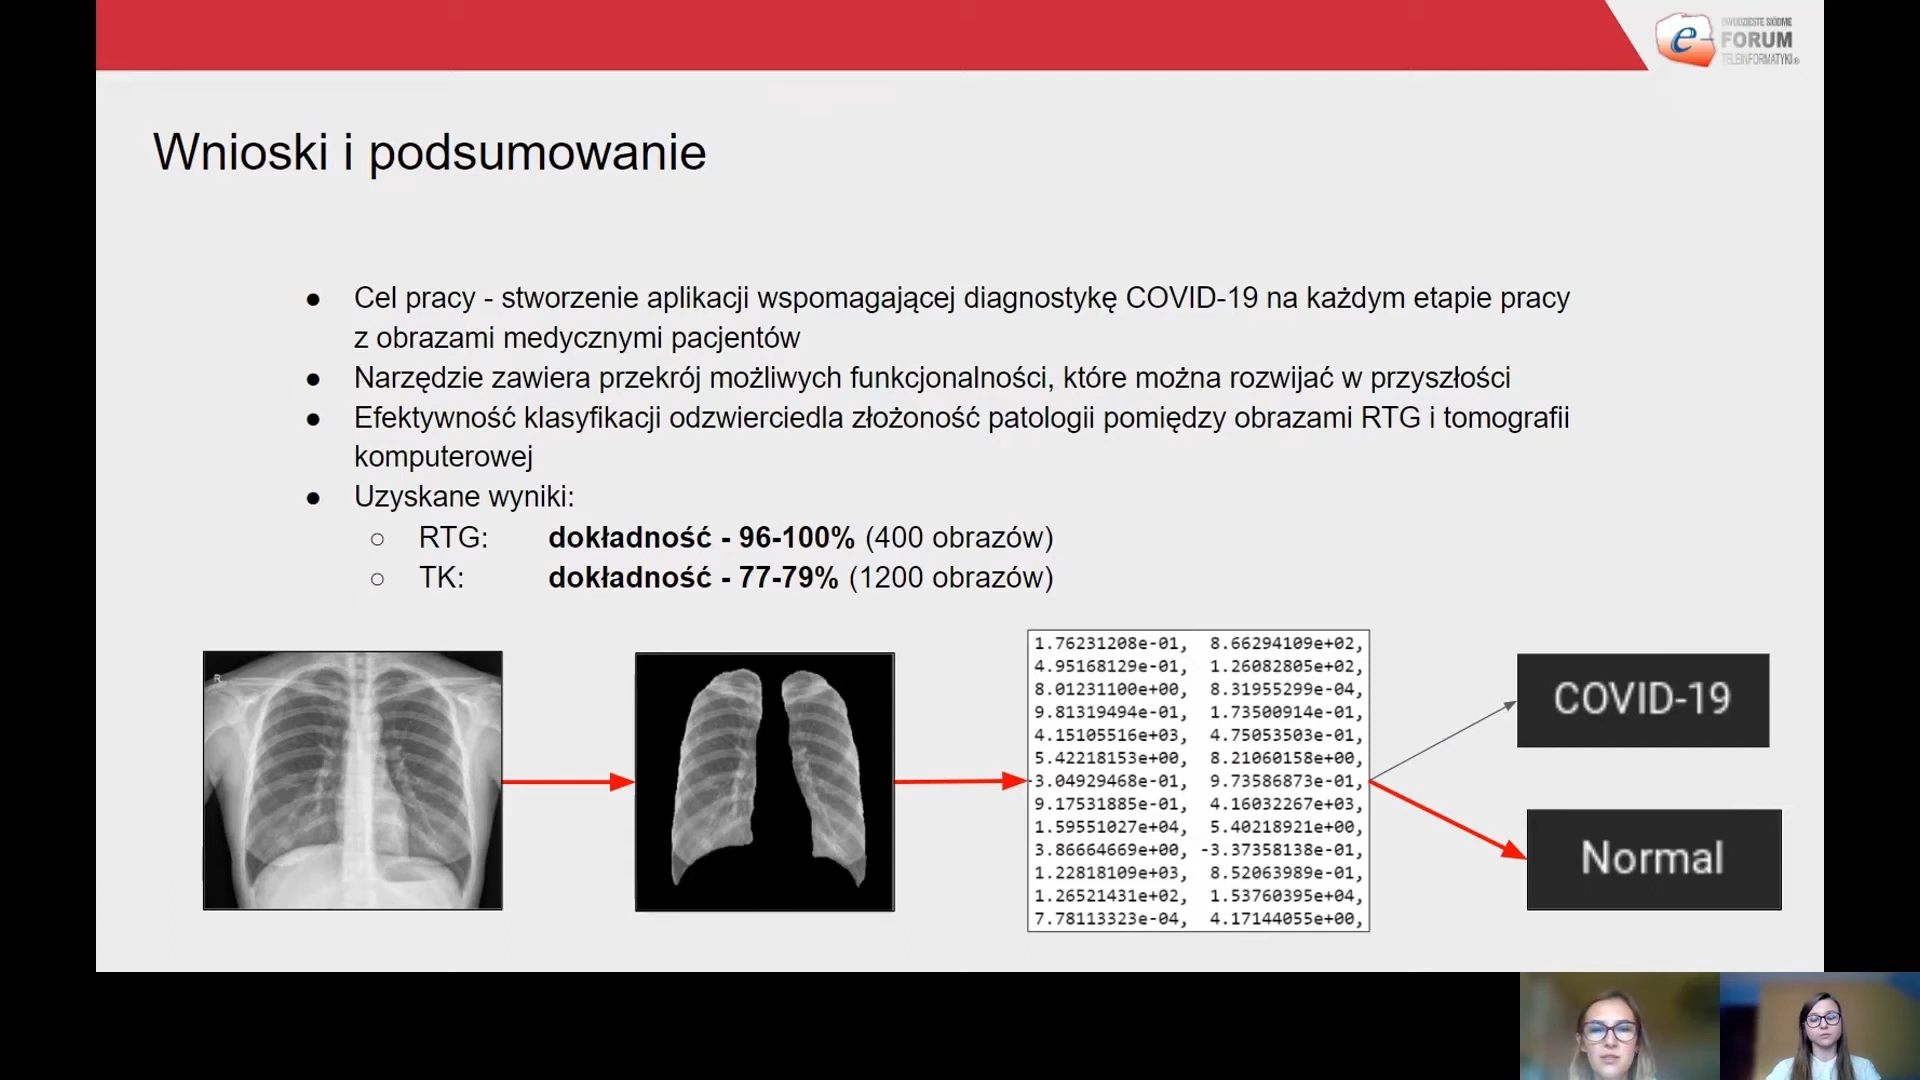 DWUDZIESTE SIÓDME
FORUM
TELEINFORMATYKI
Wnioski i podsumowanie
● Cel pracy - stworzenie aplikacji wspomagającej diagnostykę COVID-19 na każdym etapie pracy
z obrazami medycznymi pacjentów
● Narzędzie zawiera przekrój możliwych funkcjonalności, które można rozwijać w przyszłości
● Efektywność klasyfikacji odzwierciedla złożoność patologii pomiędzy obrazami RTG i tomografii
komputerowej
● Uzyskane wyniki:
○ RTG: dokładność - 96-100% (400 obrazów)
○ TK: dokładność - 77-79% (1200 obrazów)
R
1.76231208e-01, 8.66294109e+02,
4.95168129e-01, 1.26082805e+02,
8.01231100e+00, 8.31955299e-04,
9.81319494e-01, 1.73500914e-01,
4.15105516e+03, 4.75053503e-01,
5.42218153e+00, 8.21060158e+00,
-3.04929468e-01, 9.73586873e-01,
9.17531885e-01, 4.16032267e+03,
1.59551027e+04, 5.40218921e+00,
3.86664669e+00, -3.37358138e-01,
1.22818109e+03, 8.52063989e-01,
1.26521431e+02, 1.53760395e+04,
7.78113323e-04, 4.17144055e+00,
COVID-19
Normal